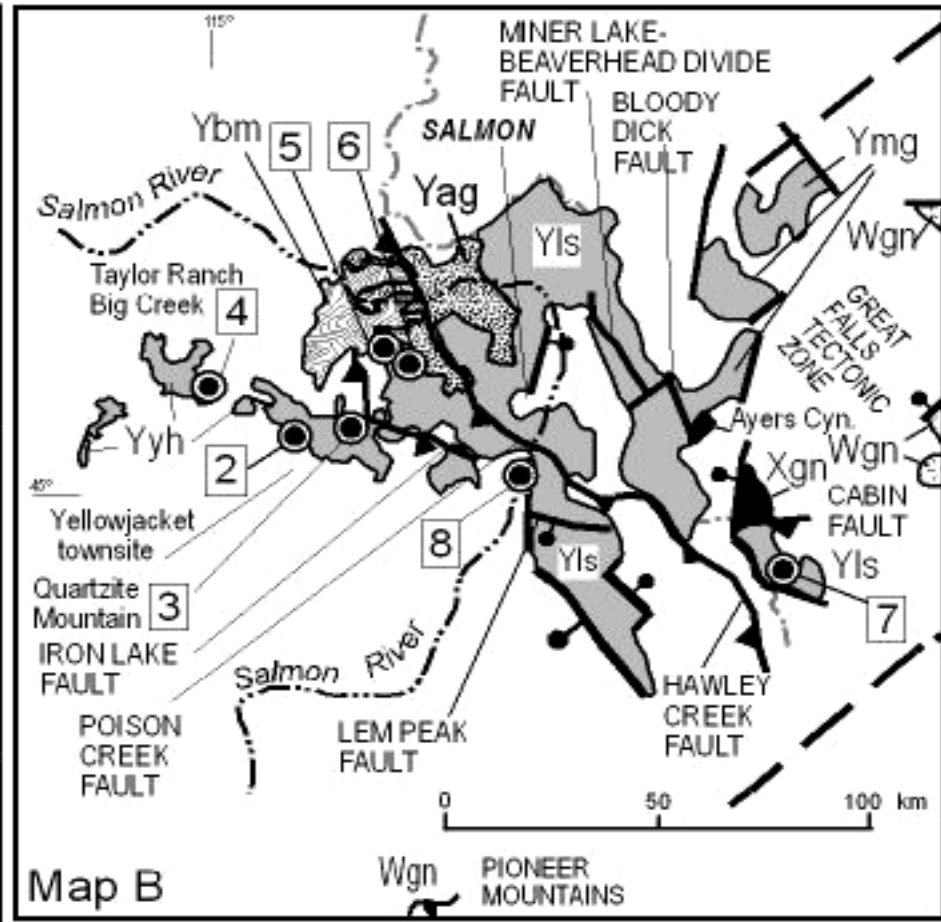 115°
MINER LAKE-
BEAVERHEAD DIVIDE
FAULT
Ybm
5
6
SALMON
BLOODY
DICK
FAULT
Ymg
Salmon River
Yag
Yls
Wgn
Taylor Ranch
Big Creek
4
GREAT
FALLS
TECTONIC
ZONE
Ayers Cyn.
Yyh
2
Wgn
Xgn
45°
CABIN
FAULT
Yellowjacket
townsite
8
Yls
Yls
Quartzite
Mountain
3
7
IRON LAKE
FAULT
Salmon River
POISON
CREEK
FAULT
LEM PEAK
FAULT
HAWLEY
CREEK
FAULT
0 50 100 km
Map B
Wgn
PIONEER
MOUNTAINS